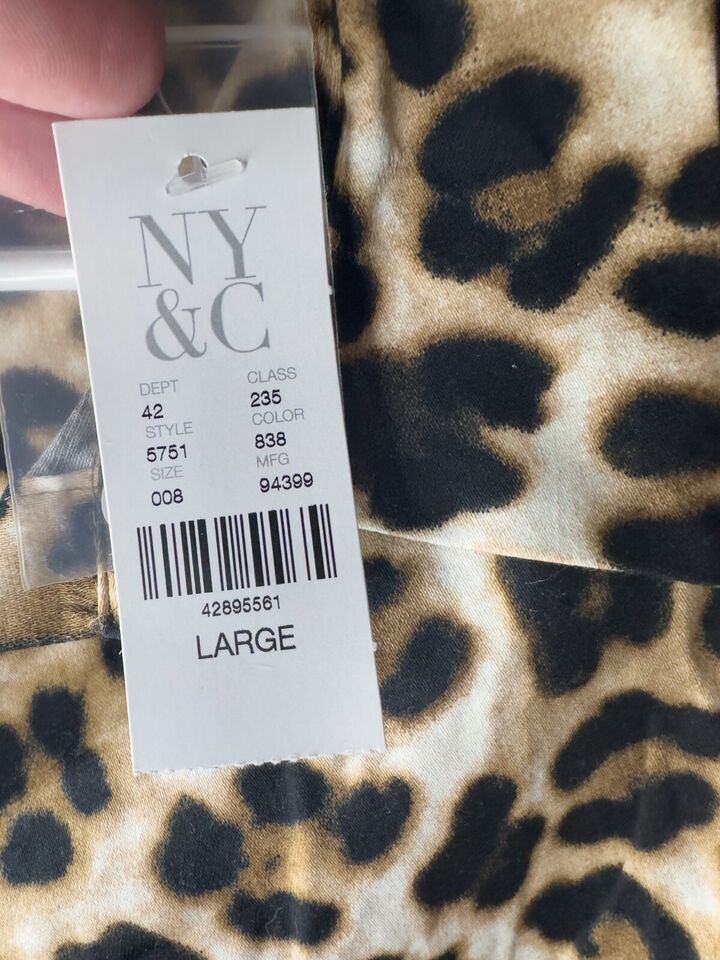 NY
&C
DEPT CLASS
42 235
STYLE COLOR
5751 838
SIZE MFG
008 94399
42895561
LARGE